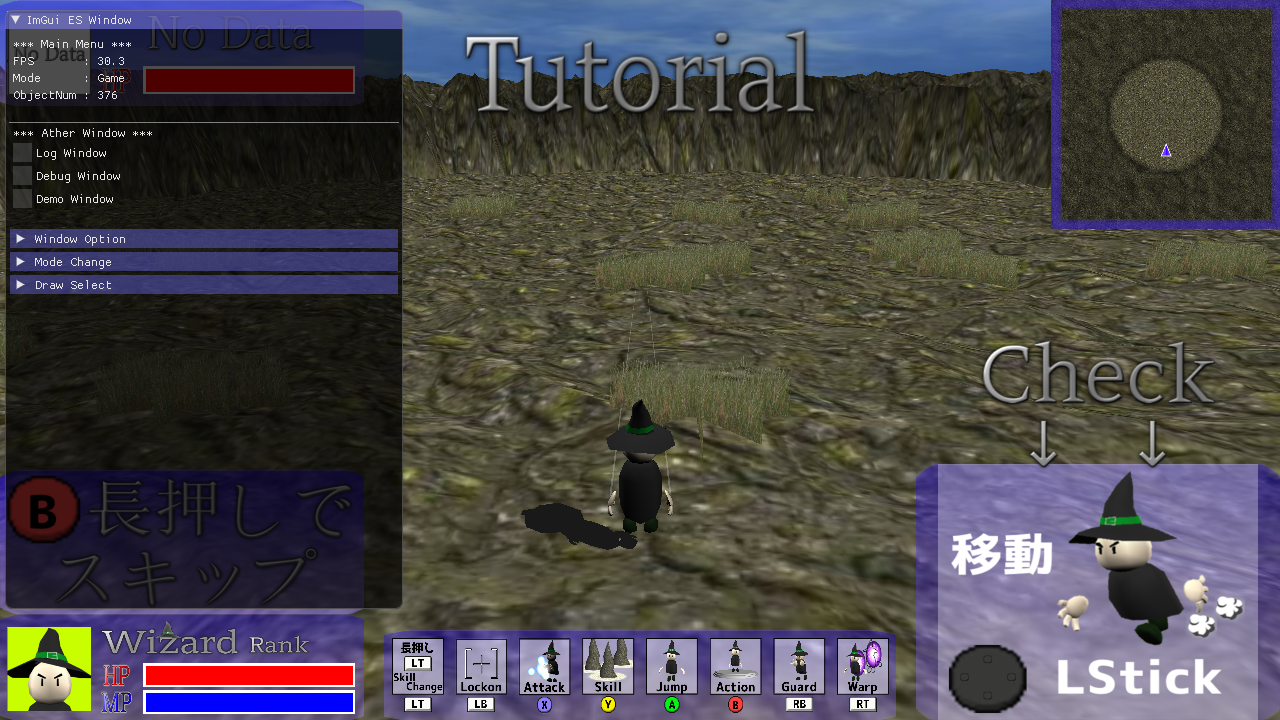 ImGui ES Window
No Data
*** Main Menu ***
No Data
FPS : 30.3
HP
Mode : Game
ObjectNum : 376
*** Ather Window ***
Log Window
Debug Window
Demo Window
Window Option
Mode Change
Draw Select
Tutorial
Check
移動
LStick
B 長押しで
スキップ
Wizard Rank
HP
MP
長押し
LT
Skill
Change
LT
Lockon
LB
Attack
X
Skill
Y
Jump
A
Action
B
Guard
RB
Warp
RT